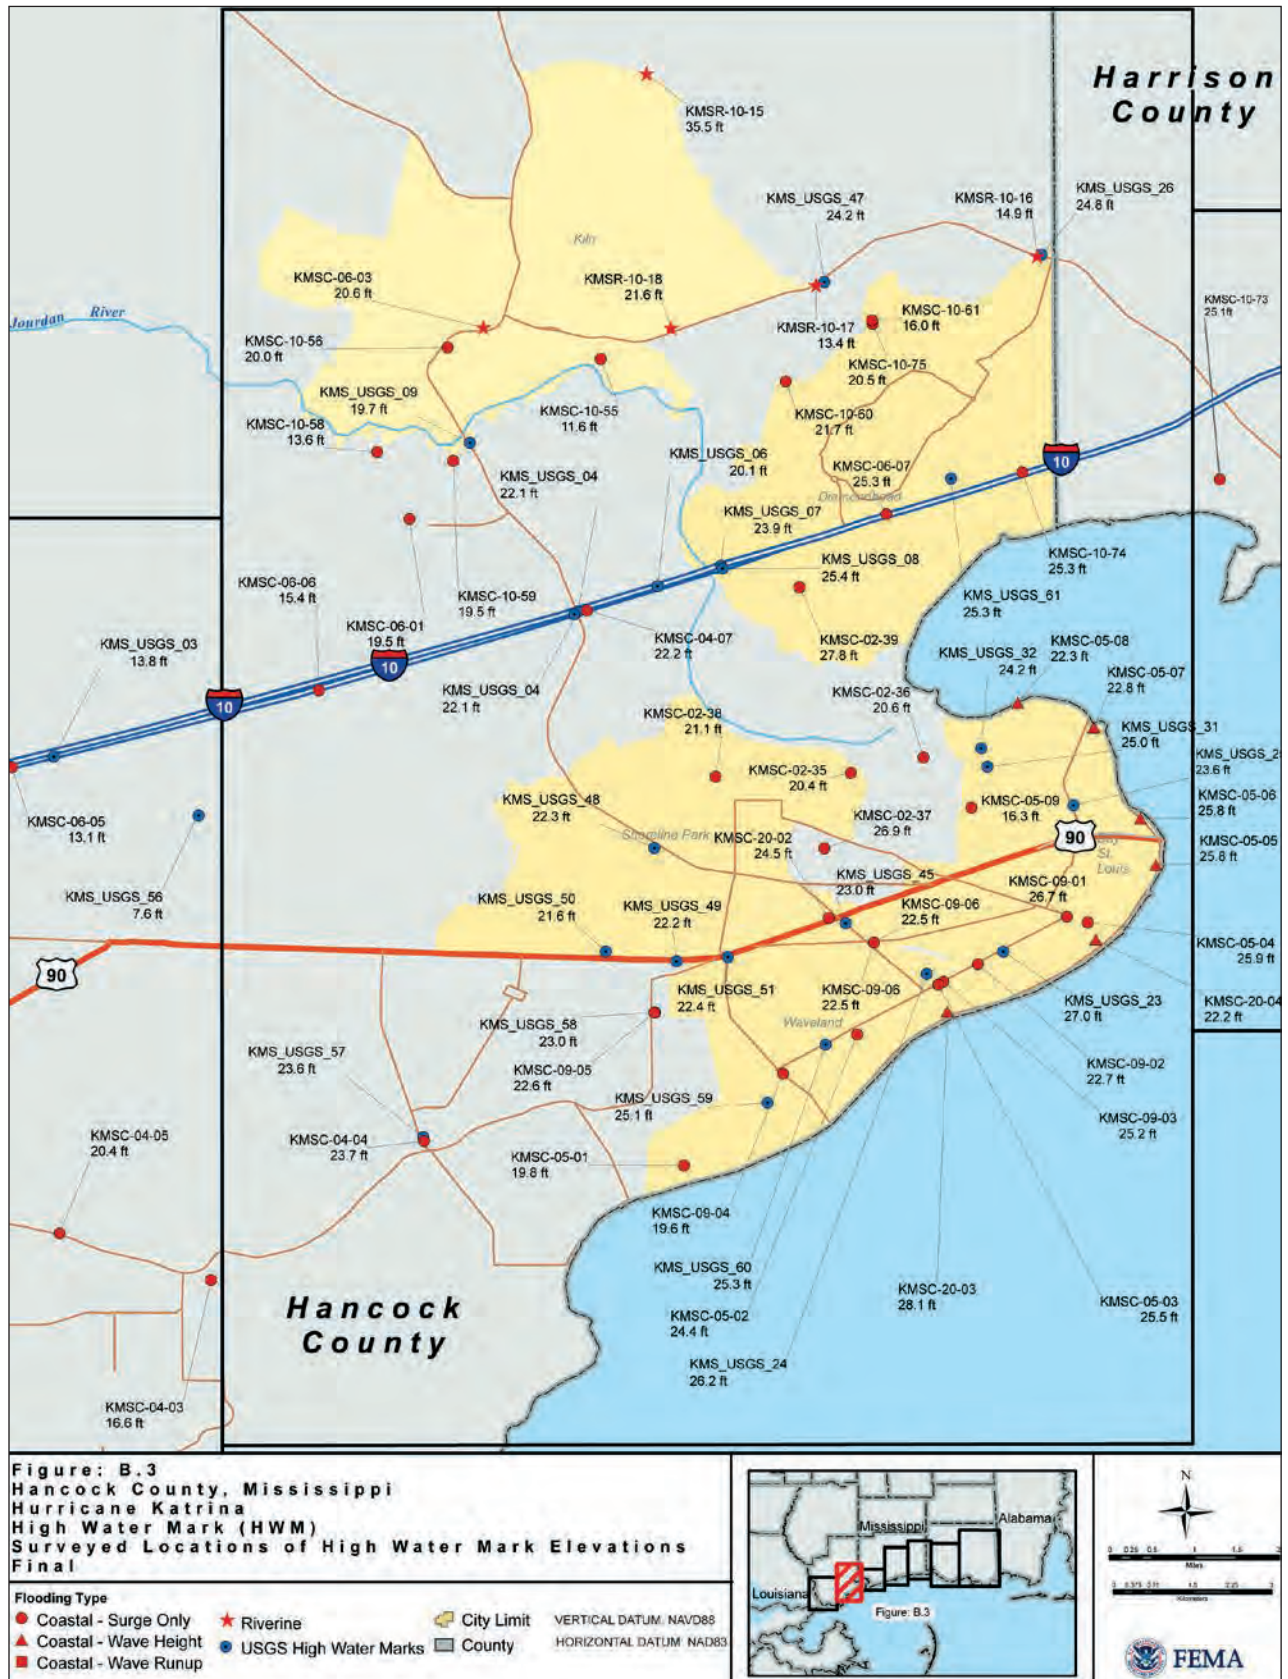 Harrison
County
KMSR-10-15
35.5 ft
KMS_USGS_47
24.2 ft
KMSR-10-16
14.9 ft
KMS_USGS_26
24.8 ft
Kiln
KMSC-06-03
20.6 ft
KMSR-10-18
21.6 ft
KMSC-10-61
16.0 ft
KMSC-10-73
25.1ft
Jourdan River
KMSR-10-17
13.4 ft
KMSC-10-56
20.0 ft
KMSC-10-75
20.5 ft
KMS_USGS_09
19.7 ft
KMSC-10-55
11.6 ft
KMSC-10-60
21.7 ft
KMSC-10-58
13.6 ft
KMS_USGS_06
20.1 ft
KMSC-06-07
25.3 ft
10
KMS_USGS_04
22.1 ft
Diamondhead
KMS_USGS_07
23.9 ft
KMSC-10-74
25.3 ft
KMS_USGS_08
25.4 ft
KMSC-06-06
15.4 ft
KMSC-10-59
19.5 ft
KMS_USGS_61
25.3 ft
KMSC-06-01
19.5 ft
KMSC-04-07
22.2 ft
KMSC-02-39
27.8 ft
KMS_USGS_03
13.8 ft
KMSC-05-08
22.3 ft
KMS_USGS_32
24.2 ft
10
KMSC-05-07
22.8 ft
10
KMS_USGS_04
22.1 ft
KMSC-02-36
20.6 ft
KMSC-02-38
21.1 ft
KMS_USGS_31
25.0 ft
KMS_USGS_2
23.6 ft
KMSC-02-35
20.4 ft
KMSC-05-06
25.8 ft
KMS_USGS_48
22.3 ft
KMSC-05-09
16.3 ft
KMSC-06-05
13.1 ft
KMSC-02-37
26.9 ft
Shoreline Park
KMSC-20-02
24.5 ft
90
Bay
St.
Louis
KMSC-05-05
25.8 ft
KMS_USGS_45
23.0 ft
KMSC-09-01
26.7 ft
KMS_USGS_56
7.6 ft
KMS_USGS_50
21.6 ft
KMS_USGS_49
22.2 ft
KMSC-09-06
22.5 ft
KMSC-05-04
25.9 ft
90
KMS_USGS_51
22.4 ft
KMSC-09-06
22.5 ft
KMS_USGS_23
27.0 ft
KMSC-20-04
22.2 ft
KMS_USGS_58
23.0 ft
Waveland
KMS_USGS_57
23.6 ft
KMSC-09-05
22.6 ft
KMSC-09-02
22.7 ft
KMS_USGS_59
25.1 ft
KMSC-09-03
25.2 ft
KMSC-04-05
20.4 ft
KMSC-04-04
23.7 ft
KMSC-05-01
19.8 ft
KMSC-09-04
19.6 ft
KMS_USGS_60
25.3 ft
KMSC-20-03
28.1 ft
KMSC-05-03
25.5 ft
Hancock
County
KMSC-05-02
24.4 ft
KMS_USGS_24
26.2 ft
KMSC-04-03
16.6 ft
Figure: B.3
Hancock County, Mississippi
Hurricane Katrina
High Water Mark (HWM)
Surveyed Locations of High Water Mark Elevations
Final
Flooding Type
Coastal - Surge Only
Coastal - Wave Height
Coastal - Wave Runup
Riverine
USGS High Water Marks
City Limit
County
VERTICAL DATUM: NAVD88
HORIZONTAL DATUM: NAD83
Mississippi
Alabama
Louisiana
Figure: B.3
N
Miles
Kilometers
FEMA